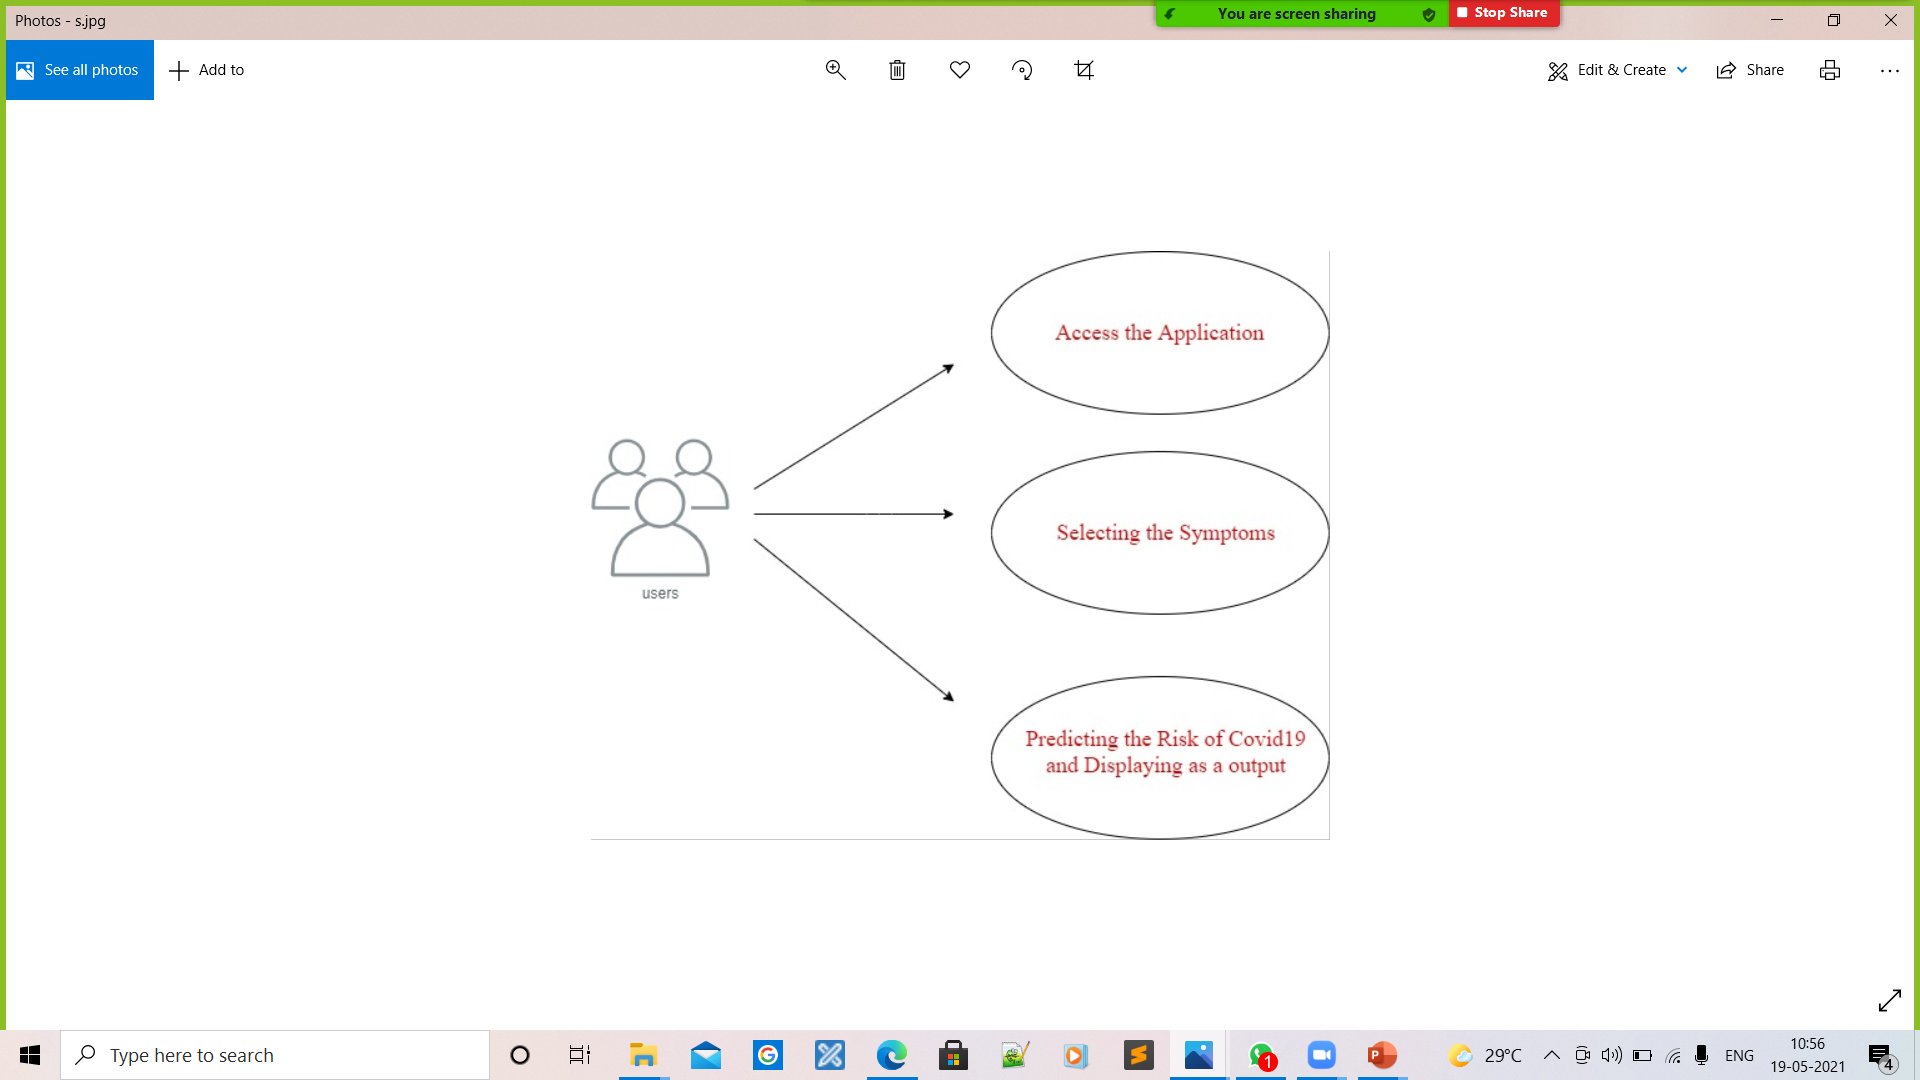 Photos - s.jpg
You are screen sharing
Stop Share
See all photos
Add to
Edit & Create
Share
Access the Application
Selecting the Symptoms
users
Predicting the Risk of Covid19
and Displaying as a output
Type here to search
G
P
1
29°C
ENG
10:56
19-05-2021
4